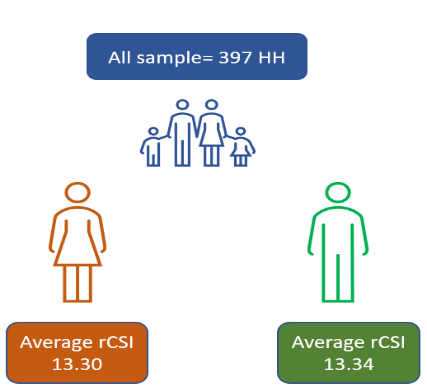 All sample= 397 HH
Average rCSI
13.30
Average rCSI
13.34